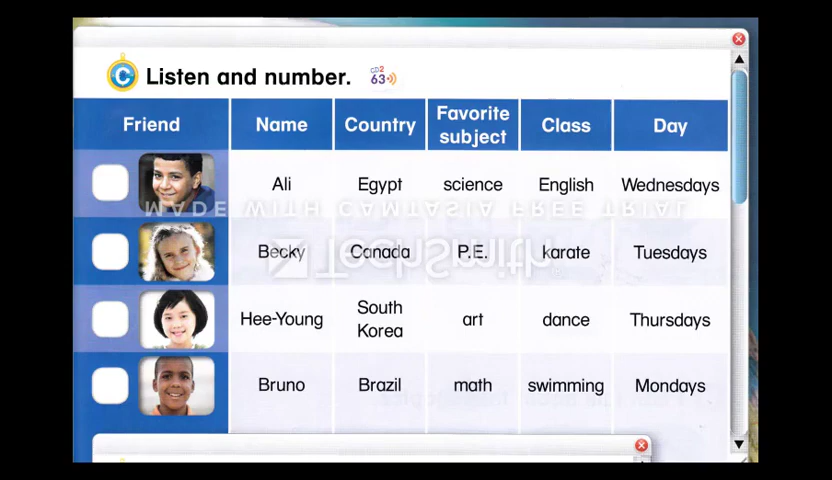 C Listen and number. CD2 63
Friend Name Country Favorite subject Class Day
Ali Egypt science English Wednesdays
MADE WITH CAMTASIA FREE TRIAL
Becky Canada P.E. karate Tuesdays
TechSmith
Hee-Young South Korea art dance Thursdays
Bruno Brazil math swimming Mondays